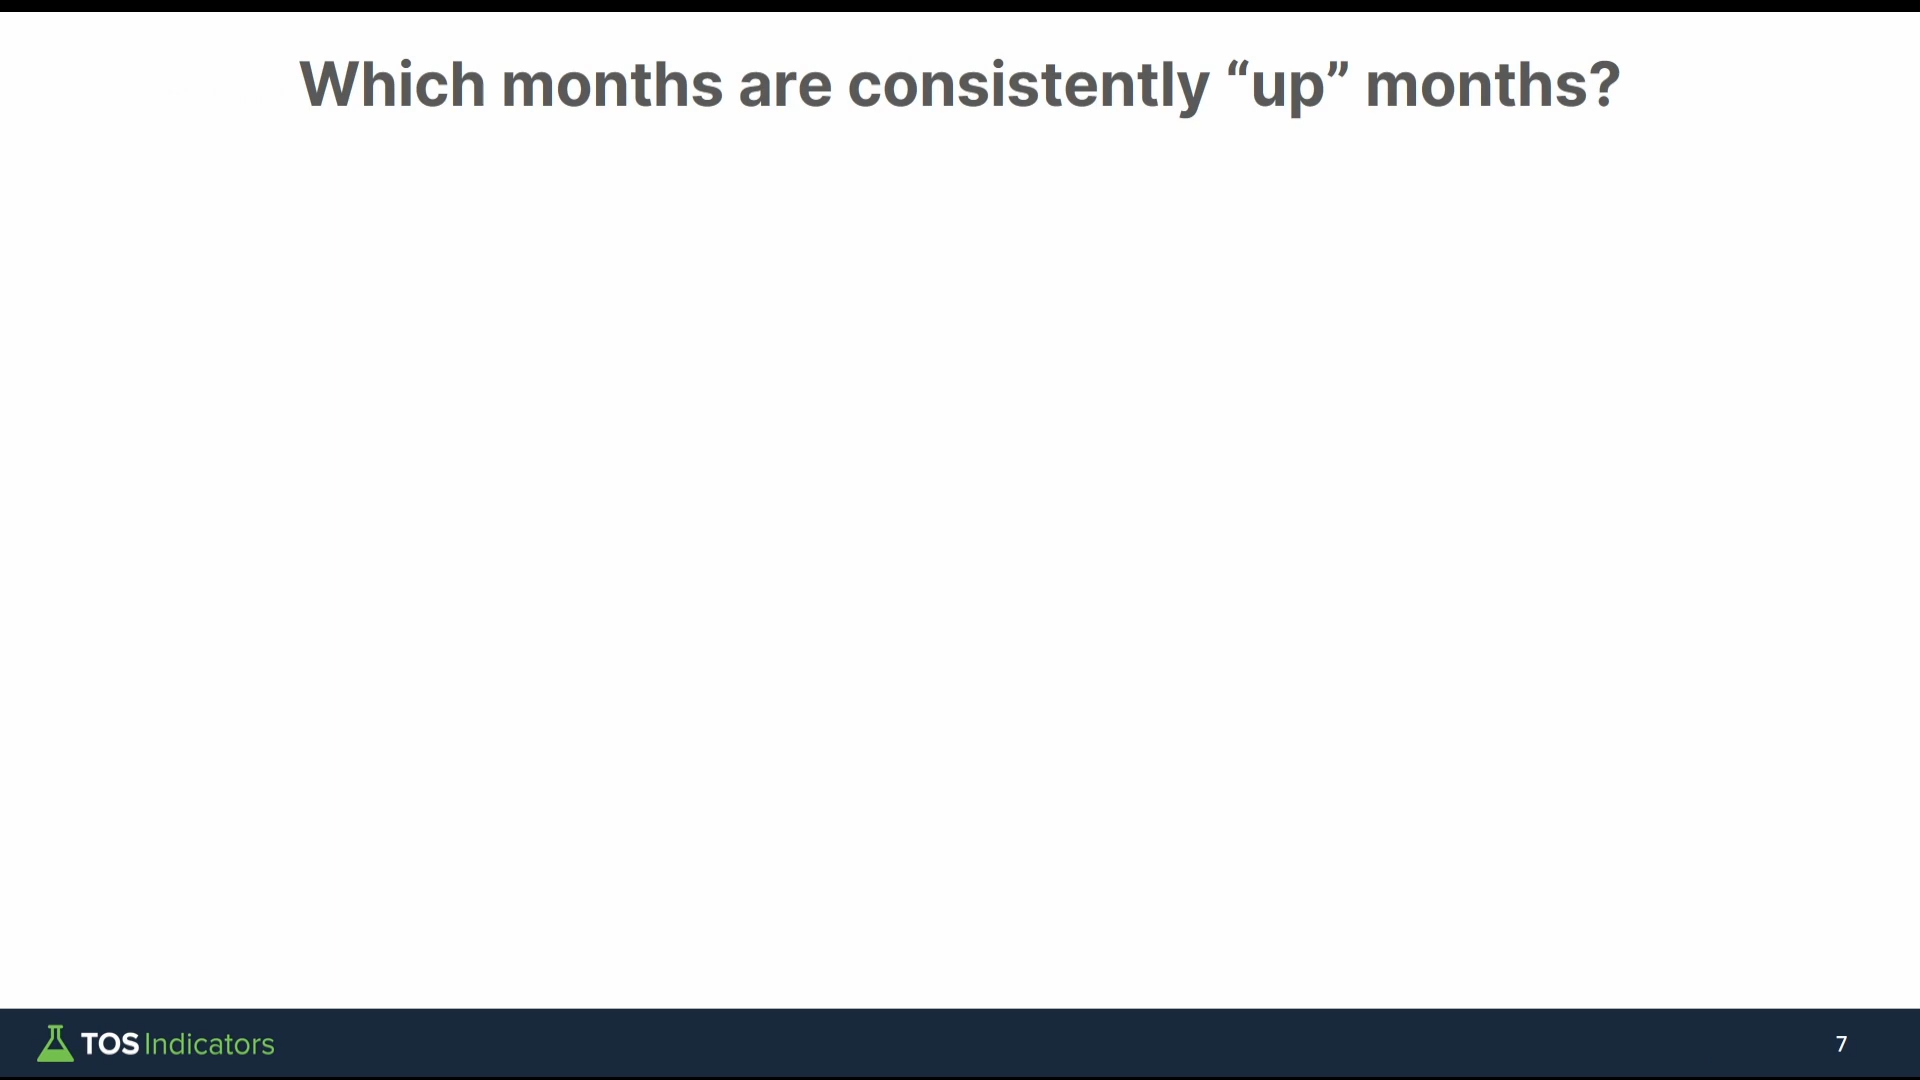 Which months are consistently “up” months?
TOS Indicators
7